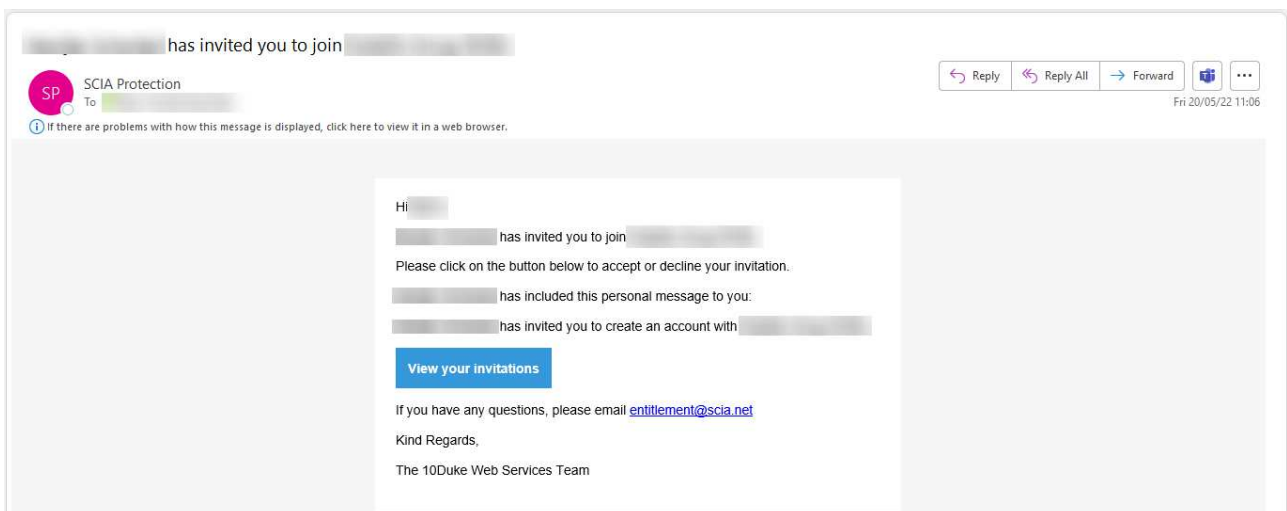 has invited you to join
SP
SCIA Protection
To
Reply
Reply All
Forward
Fri 20/05/22 11:06
If there are problems with how this message is displayed, click here to view it in a web browser.
Hi
has invited you to join
Please click on the button below to accept or decline your invitation.
has included this personal message to you:
has invited you to create an account with
View your invitations
If you have any questions, please email entitlement@scia.net
Kind Regards,
The 10Duke Web Services Team